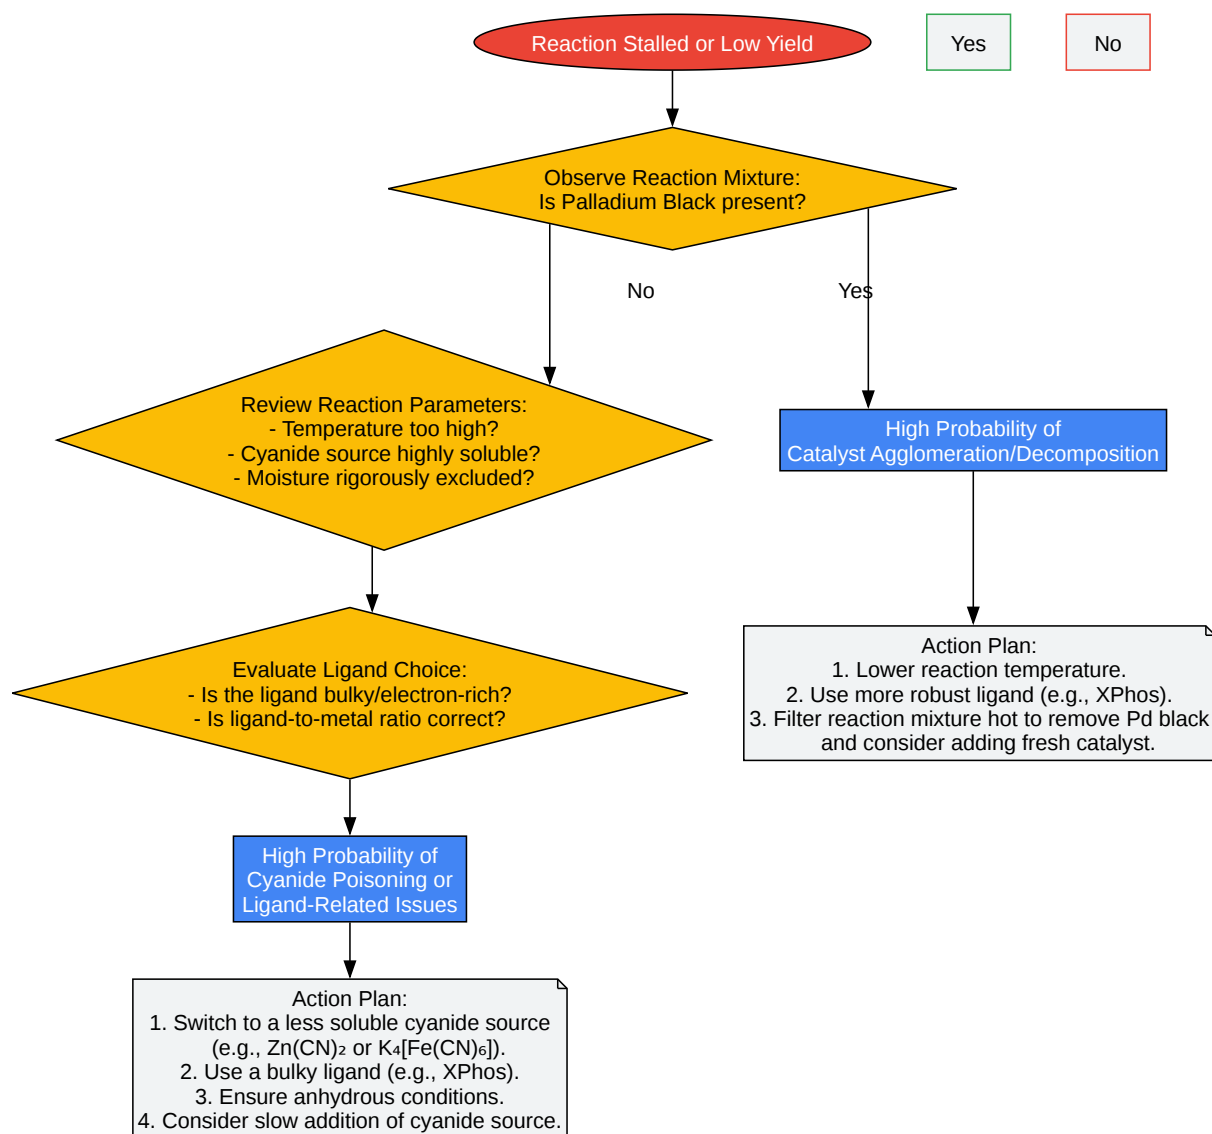 Reaction Stalled or Low Yield
Yes
No
Observe Reaction Mixture:
Is Palladium Black present?
No
Yes
Review Reaction Parameters:
- Temperature too high?
- Cyanide source highly soluble?
- Moisture rigorously excluded?
High Probability of
Catalyst Agglomeration/Decomposition
Evaluate Ligand Choice:
- Is the ligand bulky/electron-rich?
- Is ligand-to-metal ratio correct?
Action Plan:
1. Lower reaction temperature.
2. Use more robust ligand (e.g., XPhos).
3. Filter reaction mixture hot to remove Pd black
and consider adding fresh catalyst.
High Probability of
Cyanide Poisoning or
Ligand-Related Issues
Action Plan:
1. Switch to a less soluble cyanide source
(e.g., Zn(CN)₂ or K₄[Fe(CN)₆]).
2. Use a bulky ligand (e.g., XPhos).
3. Ensure anhydrous conditions.
4. Consider slow addition of cyanide source.